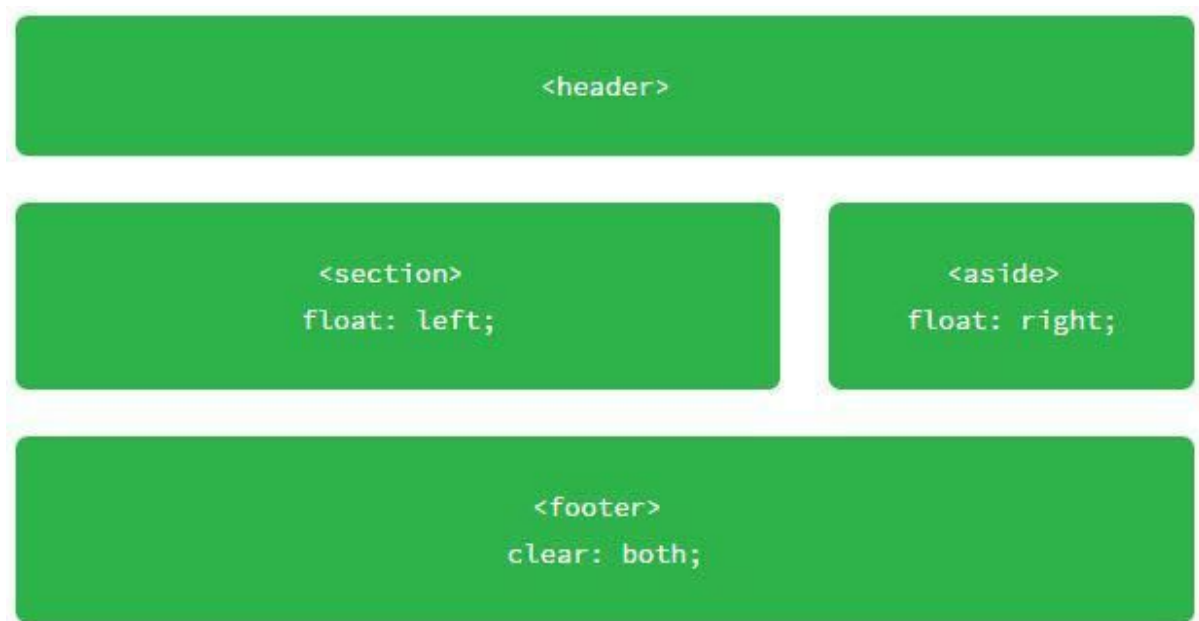 <header>
<section>
float: left;
<aside>
float: right;
<footer>
clear: both;